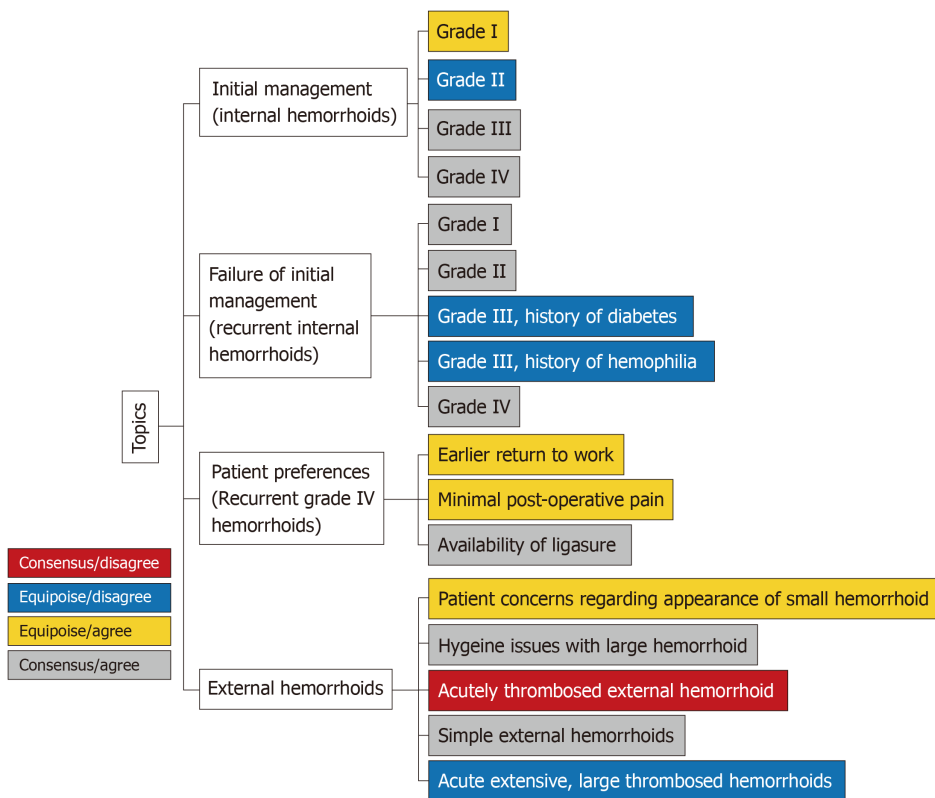 Topics
Initial management
(internal hemorrhoids)
Grade I
Grade II
Grade III
Grade IV
Failure of initial
management
(recurrent internal
hemorrhoids)
Grade I
Grade II
Grade III, history of diabetes
Grade III, history of hemophilia
Grade IV
Patient preferences
(Recurrent grade IV
hemorrhoids)
Earlier return to work
Minimal post-operative pain
Availability of ligasure
External hemorrhoids
Patient concerns regarding appearance of small hemorrhoid
Hygeine issues with large hemorrhoid
Acutely thrombosed external hemorrhoid
Simple external hemorrhoids
Acute extensive, large thrombosed hemorrhoids
Consensus/disagree
Equipoise/disagree
Equipoise/agree
Consensus/agree